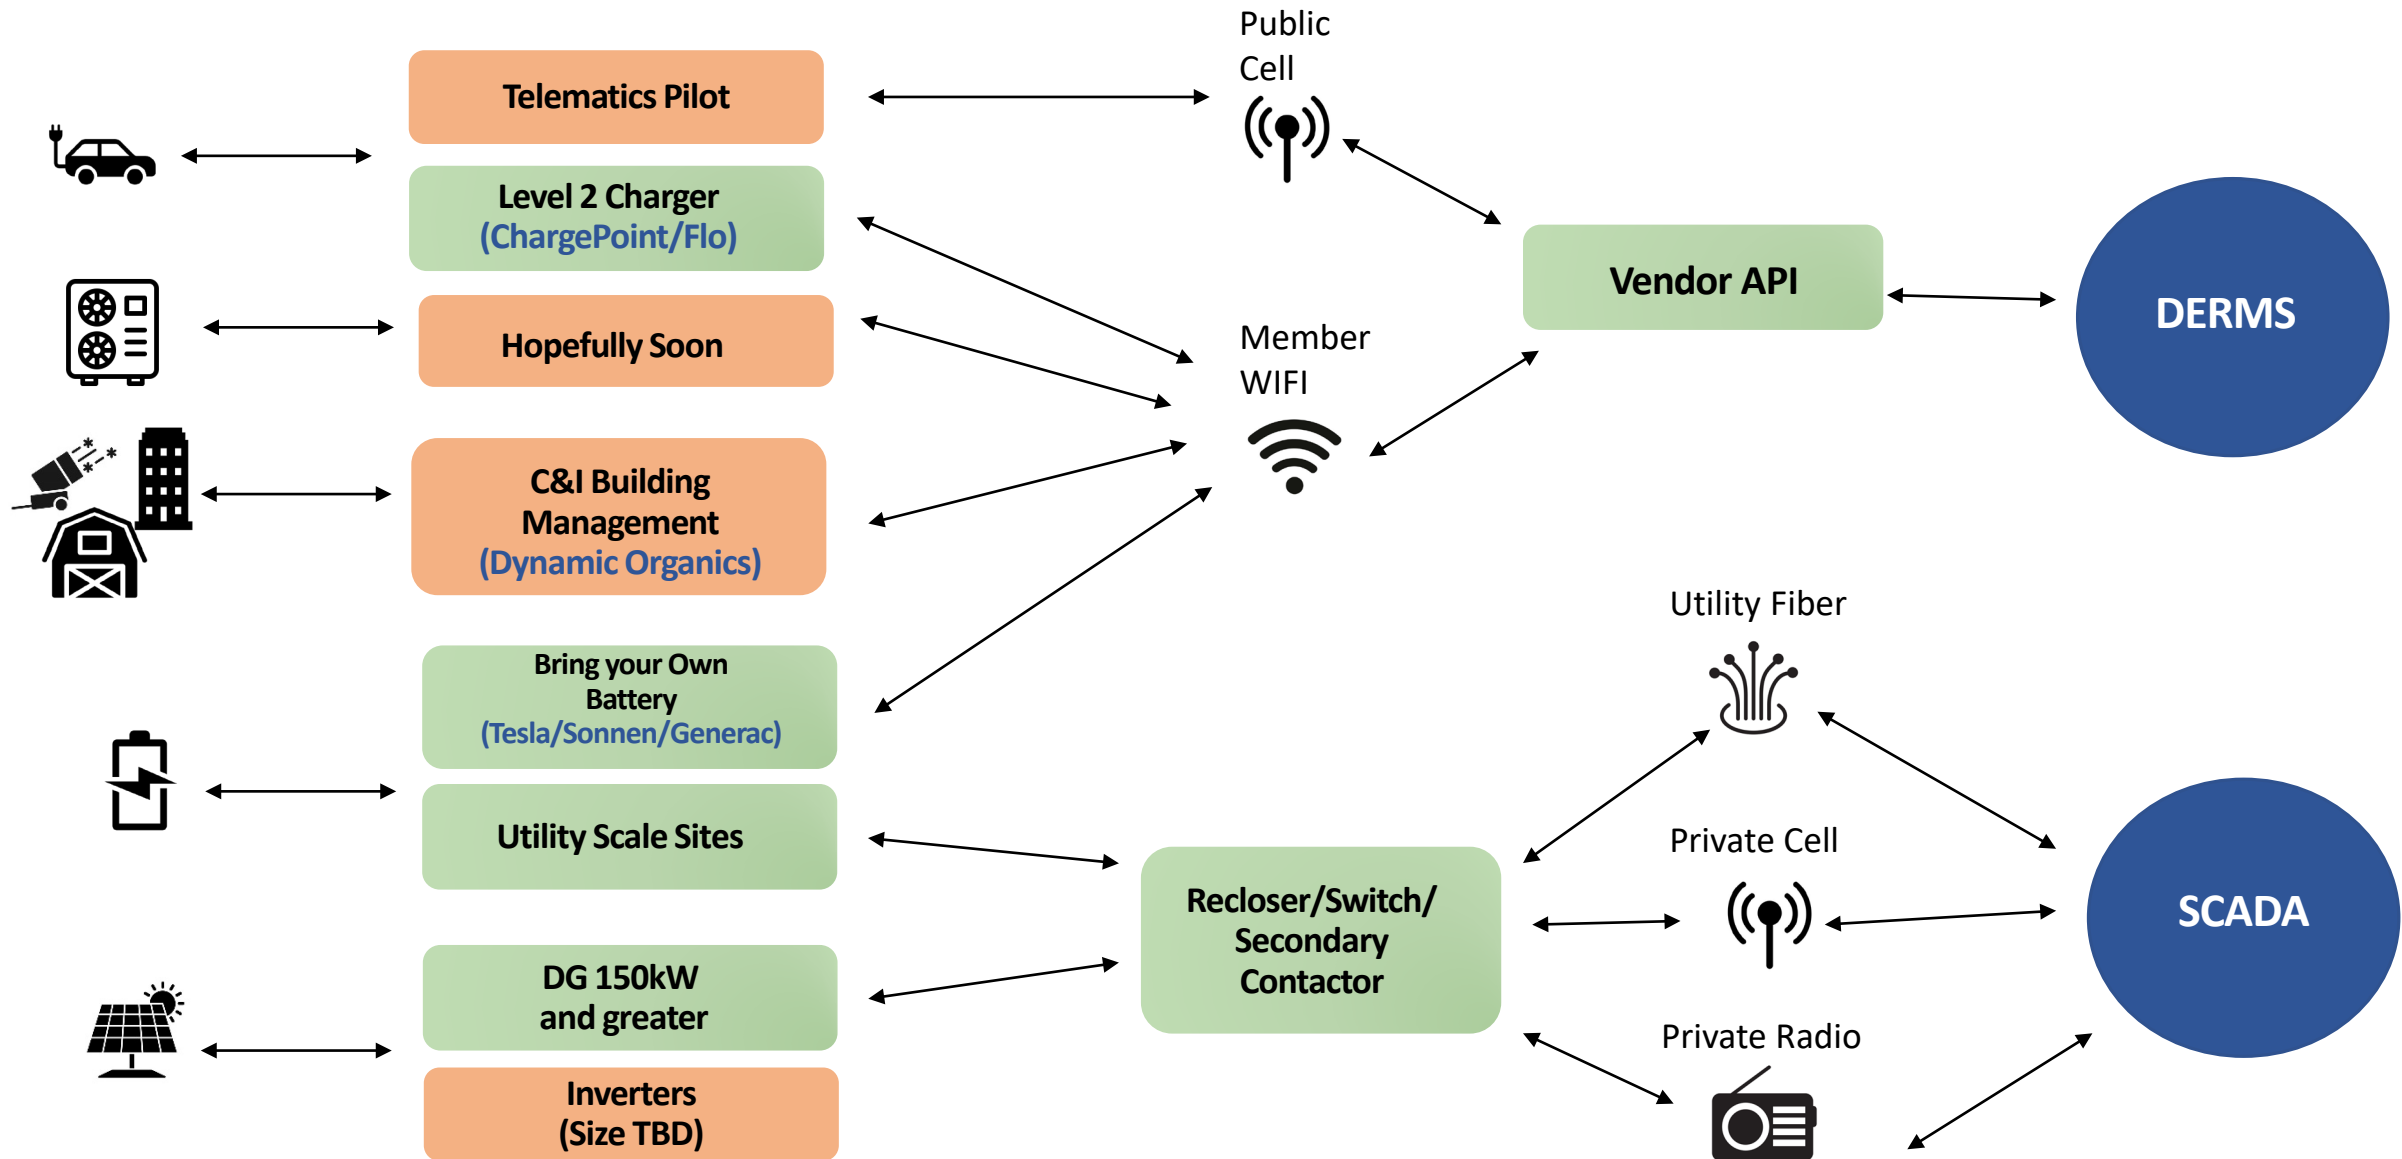 Public
Cell
Telematics Pilot
Level 2 Charger
(ChargePoint/Flo)
Vendor API
DERMS
Hopefully Soon
Member
WIFI
C&I Building
Management
(Dynamic Organics)
Utility Fiber
Bring your Own
Battery
(Tesla/Sonnen/Generac)
Utility Scale Sites
Private Cell
Recloser/Switch/
Secondary
Contactor
SCADA
DG 150kW
and greater
Private Radio
Inverters
(Size TBD)